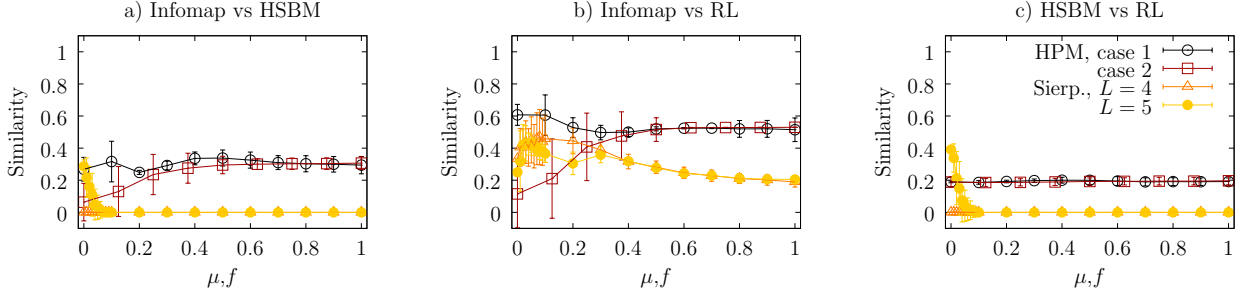 a) Infomap vs HSBM
b) Infomap vs RL
c) HSBM vs RL
Similarity
1
0.8
0.6
0.4
0.2
0
0 0.2 0.4 0.6 0.8 1
μ,f
Similarity
1
0.8
0.6
0.4
0.2
0
0 0.2 0.4 0.6 0.8 1
μ,f
Similarity
1
0.8
0.6
0.4
0.2
0
HPM, case 1
case 2
Sierp., L = 4
L = 5
0 0.2 0.4 0.6 0.8 1
μ,f